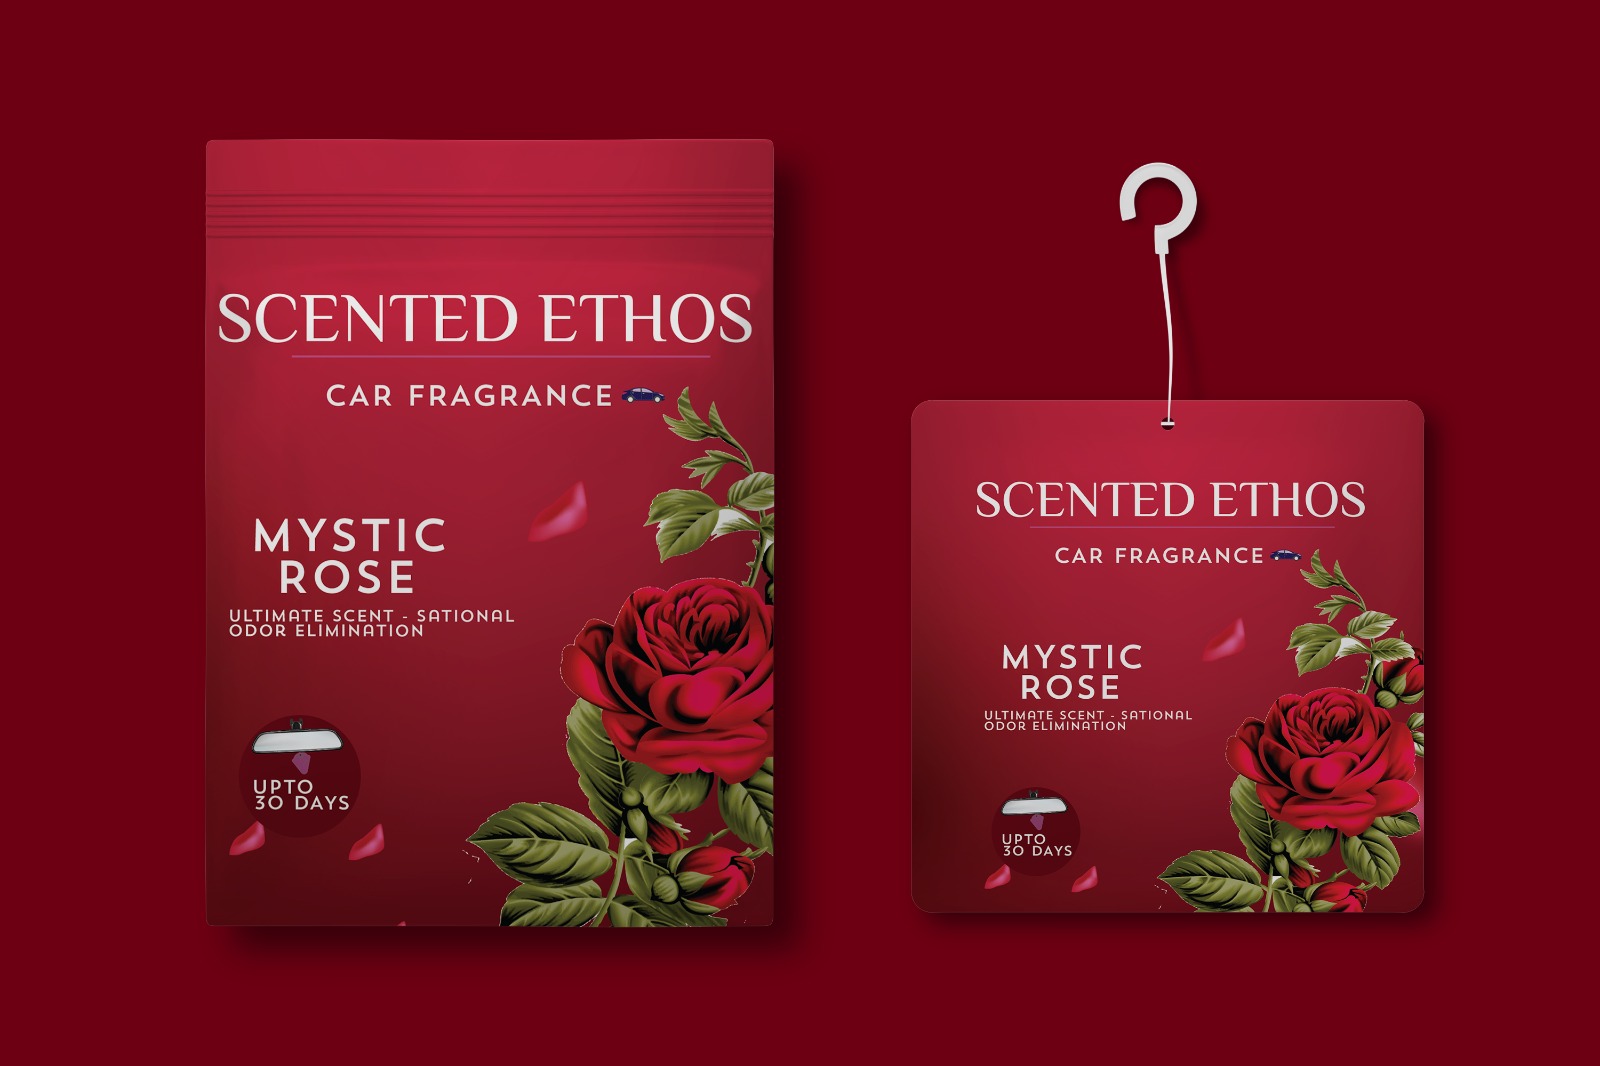 SCENTED ETHOS
CAR FRAGRANCE
MYSTIC
ROSE
ULTIMATE SCENT - SATIONAL
ODOR ELIMINATION
UPTO
30 DAYS
SCENTED ETHOS
CAR FRAGRANCE
MYSTIC
ROSE
ULTIMATE SCENT - SATIONAL
ODOR ELIMINATION
UPTO
30 DAYS